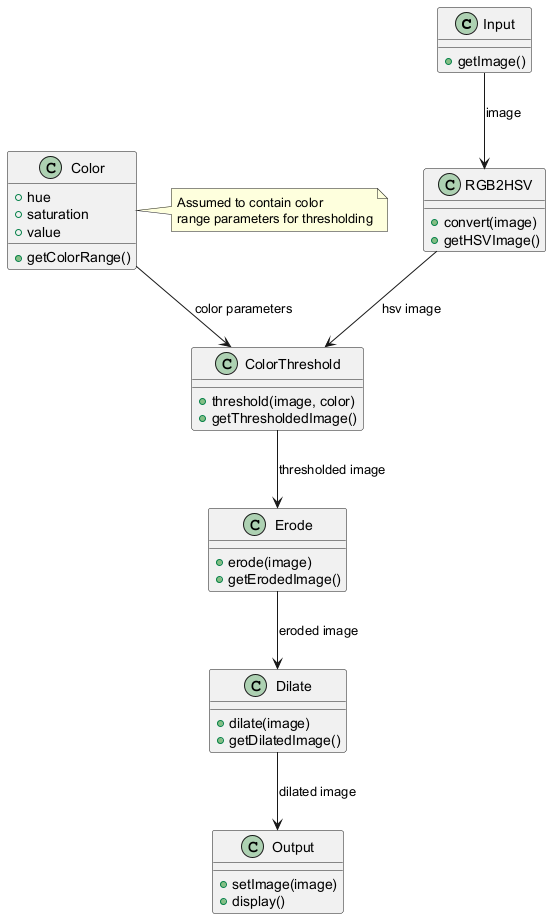 C Input
getImage()
image
C Color
hue
saturation
value
getColorRange()
Assumed to contain color
range parameters for thresholding
C RGB2HSV
convert(image)
getHSVImage()
color parameters
hsv image
C ColorThreshold
threshold(image, color)
getThresholdedImage()
thresholded image
C Erode
erode(image)
getErodedImage()
eroded image
C Dilate
dilate(image)
getDilatedImage()
dilated image
C Output
setImage(image)
display()